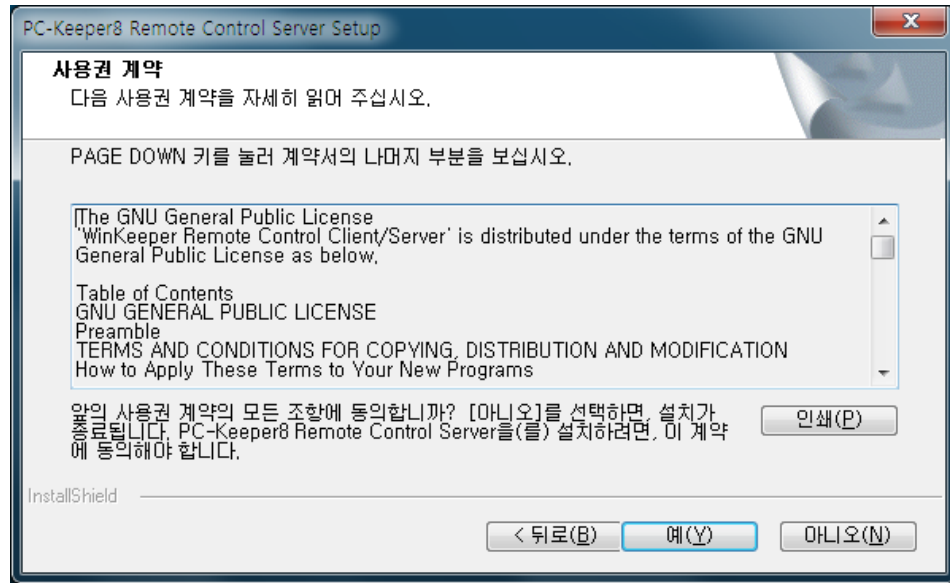 PC-Keeper8 Remote Control Server Setup
사용권 계약
다음 사용권 계약을 자세히 읽어 주십시오.
PAGE DOWN 키를 눌러 계약서의 나머지 부분을 보십시오.
The GNU General Public License
'WinKeeper Remote Control Client/Server' is distributed under the terms of the GNU
General Public License as below.
Table of Contents
GNU GENERAL PUBLIC LICENSE
Preamble
TERMS AND CONDITIONS FOR COPYING, DISTRIBUTION AND MODIFICATION
How to Apply These Terms to Your New Programs
앞의 사용권 계약의 모든 조항에 동의합니까? [아니오]를 선택하면, 설치가
종료됩니다. PC-Keeper8 Remote Control Server을(를) 설치하려면, 이 계약
에 동의해야 합니다.
인쇄(P)
InstallShield
< 뒤로(B)
예(Y)
아니오(N)